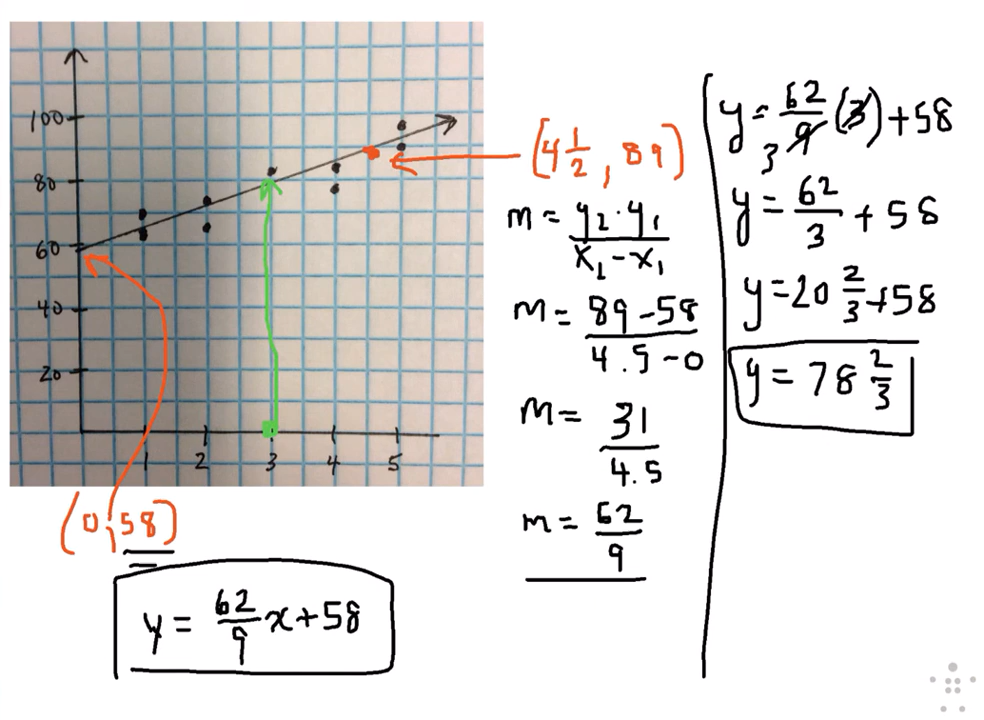 100
80
60
40
20
1 2 3 4 5
(0,58)
y = 62/9 x+58
(4 1/2, 89)
m = y₂·y₁/x₁-x₁
m = 89-58/4.5-0
m = 31/4.5
m = 62/9
y = 62/9 (3) +58
3
y = 62/3 + 58
y=20 2/3+58
y = 78 2/3